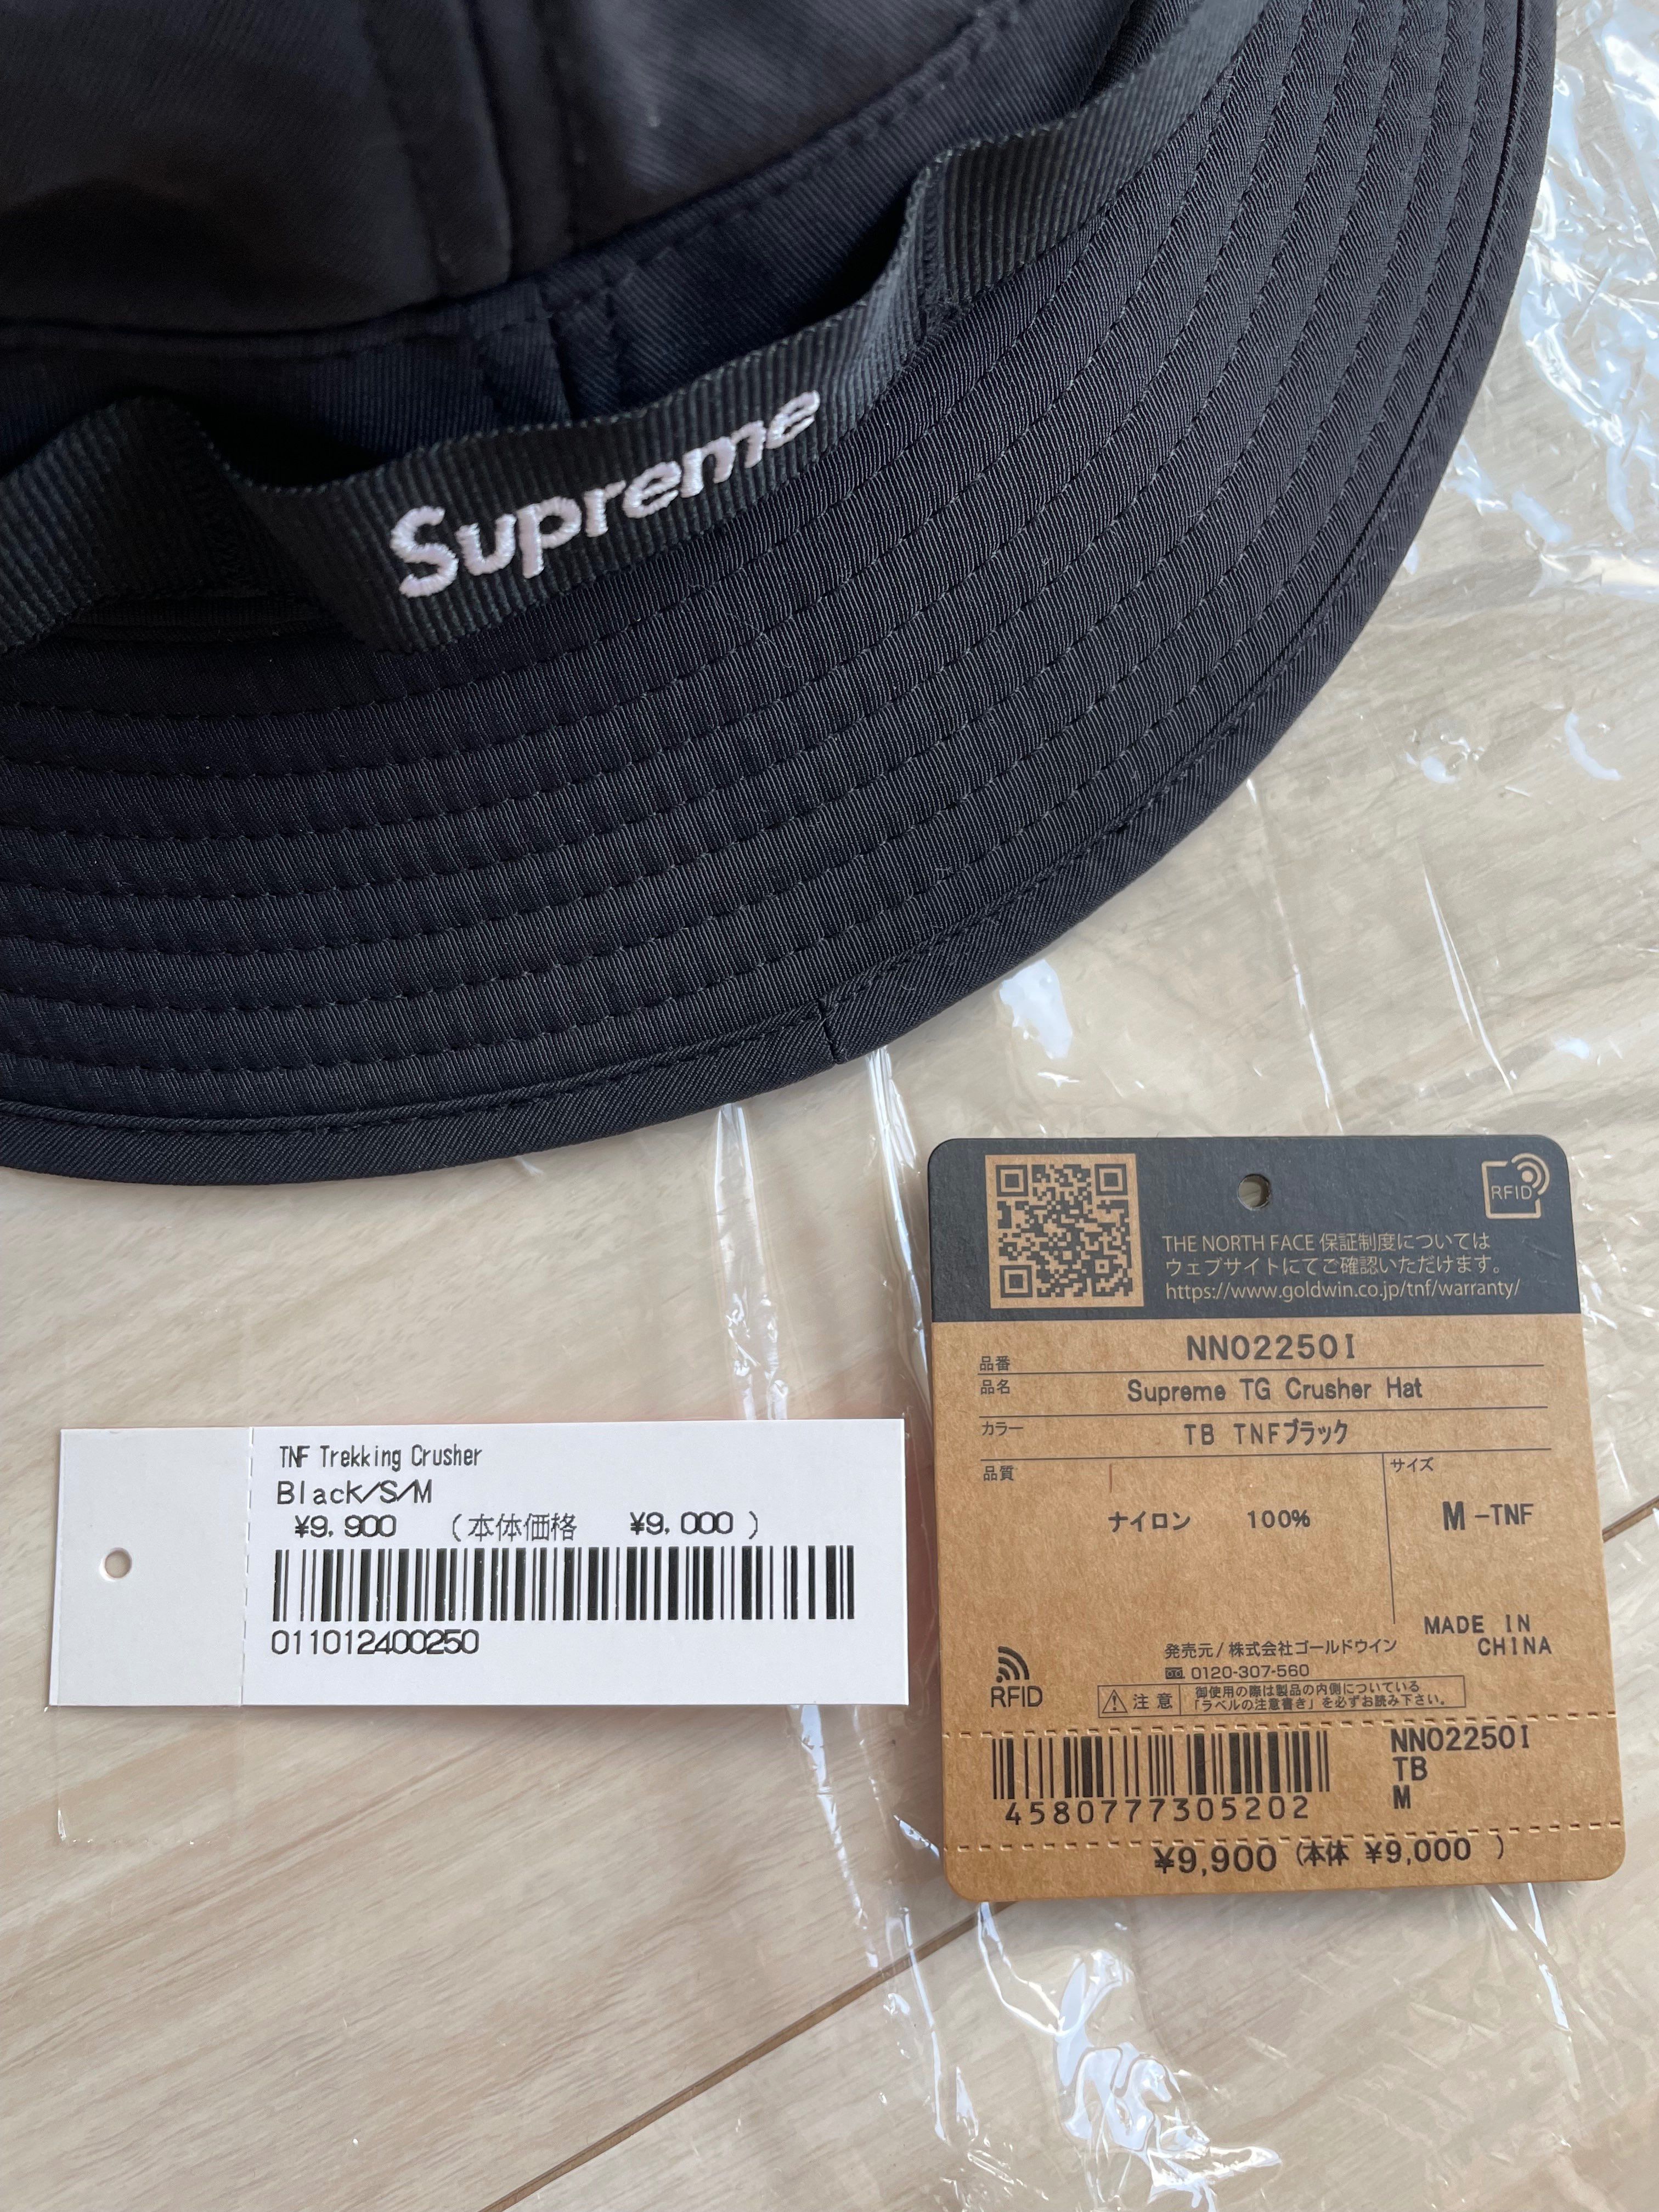 Supreme
RFID
THE NORTH FACE 保証制度については
ウェブサイトにてご確認いただけます。
https://www.goldwin.co.jp/tnf/warranty/
品番 NN02250I
品名 Supreme TG Crusher Hat
カラー TB TNFブラック
品質 サイズ
ナイロン 100% M-TNF
MADE IN
CHINA
発売元/株式会社ゴールドウイン
0120-307-560
RFID
注意 御使用の際は製品の内側についている
「ラベルの注意書き」を必ずお読み下さい。
NN02250I
TB
M
4580777305202
¥9,900 (本体 ¥9,000 )
TNF Trekking Crusher
Black/S/M
¥9,900 (本体価格 ¥9,000 )
011012400250